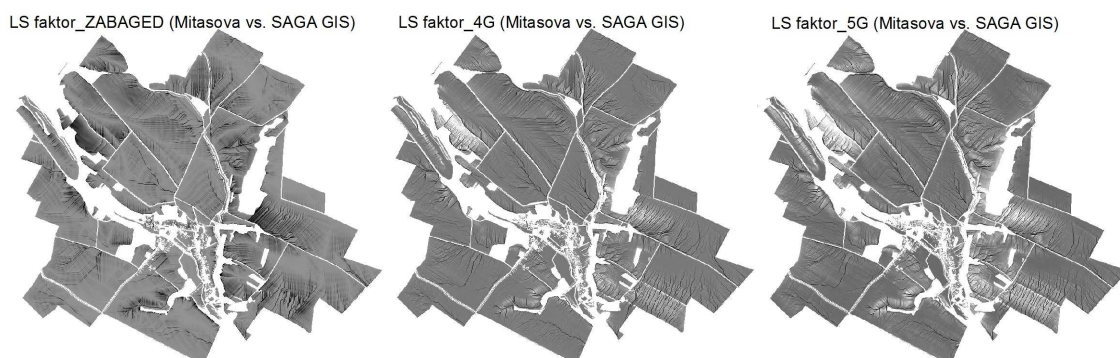 LS faktor_ZABAGED (Mitasova vs. SAGA GIS)
LS faktor_4G (Mitasova vs. SAGA GIS)
LS faktor_5G (Mitasova vs. SAGA GIS)